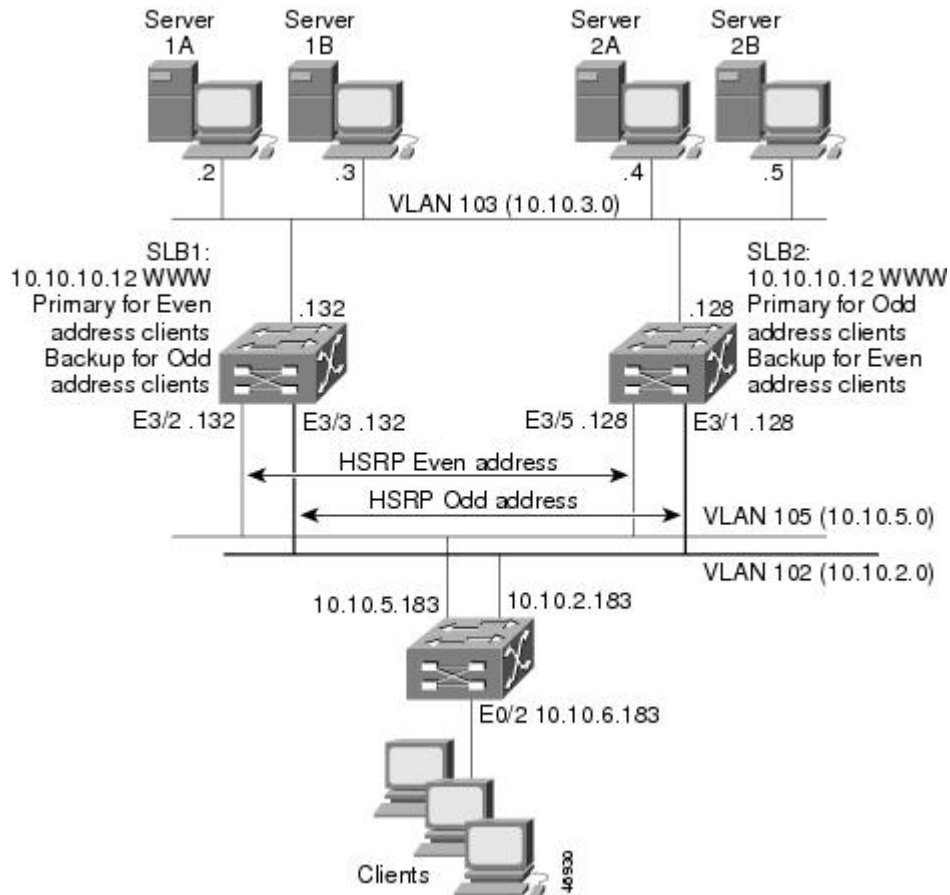 Server
1A
Server
1B
Server
2A
Server
2B
.2
.3
.4
.5
VLAN 103 (10.10.3.0)
SLB1:
10.10.10.12 WWW
Primary for Even
address clients
Backup for Odd
address clients
.132
.128
SLB2:
10.10.10.12 WWW
Primary for Odd
address clients
Backup for Even
address clients
E3/2 .132
E3/3 .132
E3/5 .128
E3/1 .128
HSRP Even address
HSRP Odd address
VLAN 105 (10.10.5.0)
VLAN 102 (10.10.2.0)
10.10.5.183
10.10.2.183
E0/2 10.10.6.183
Clients
46930